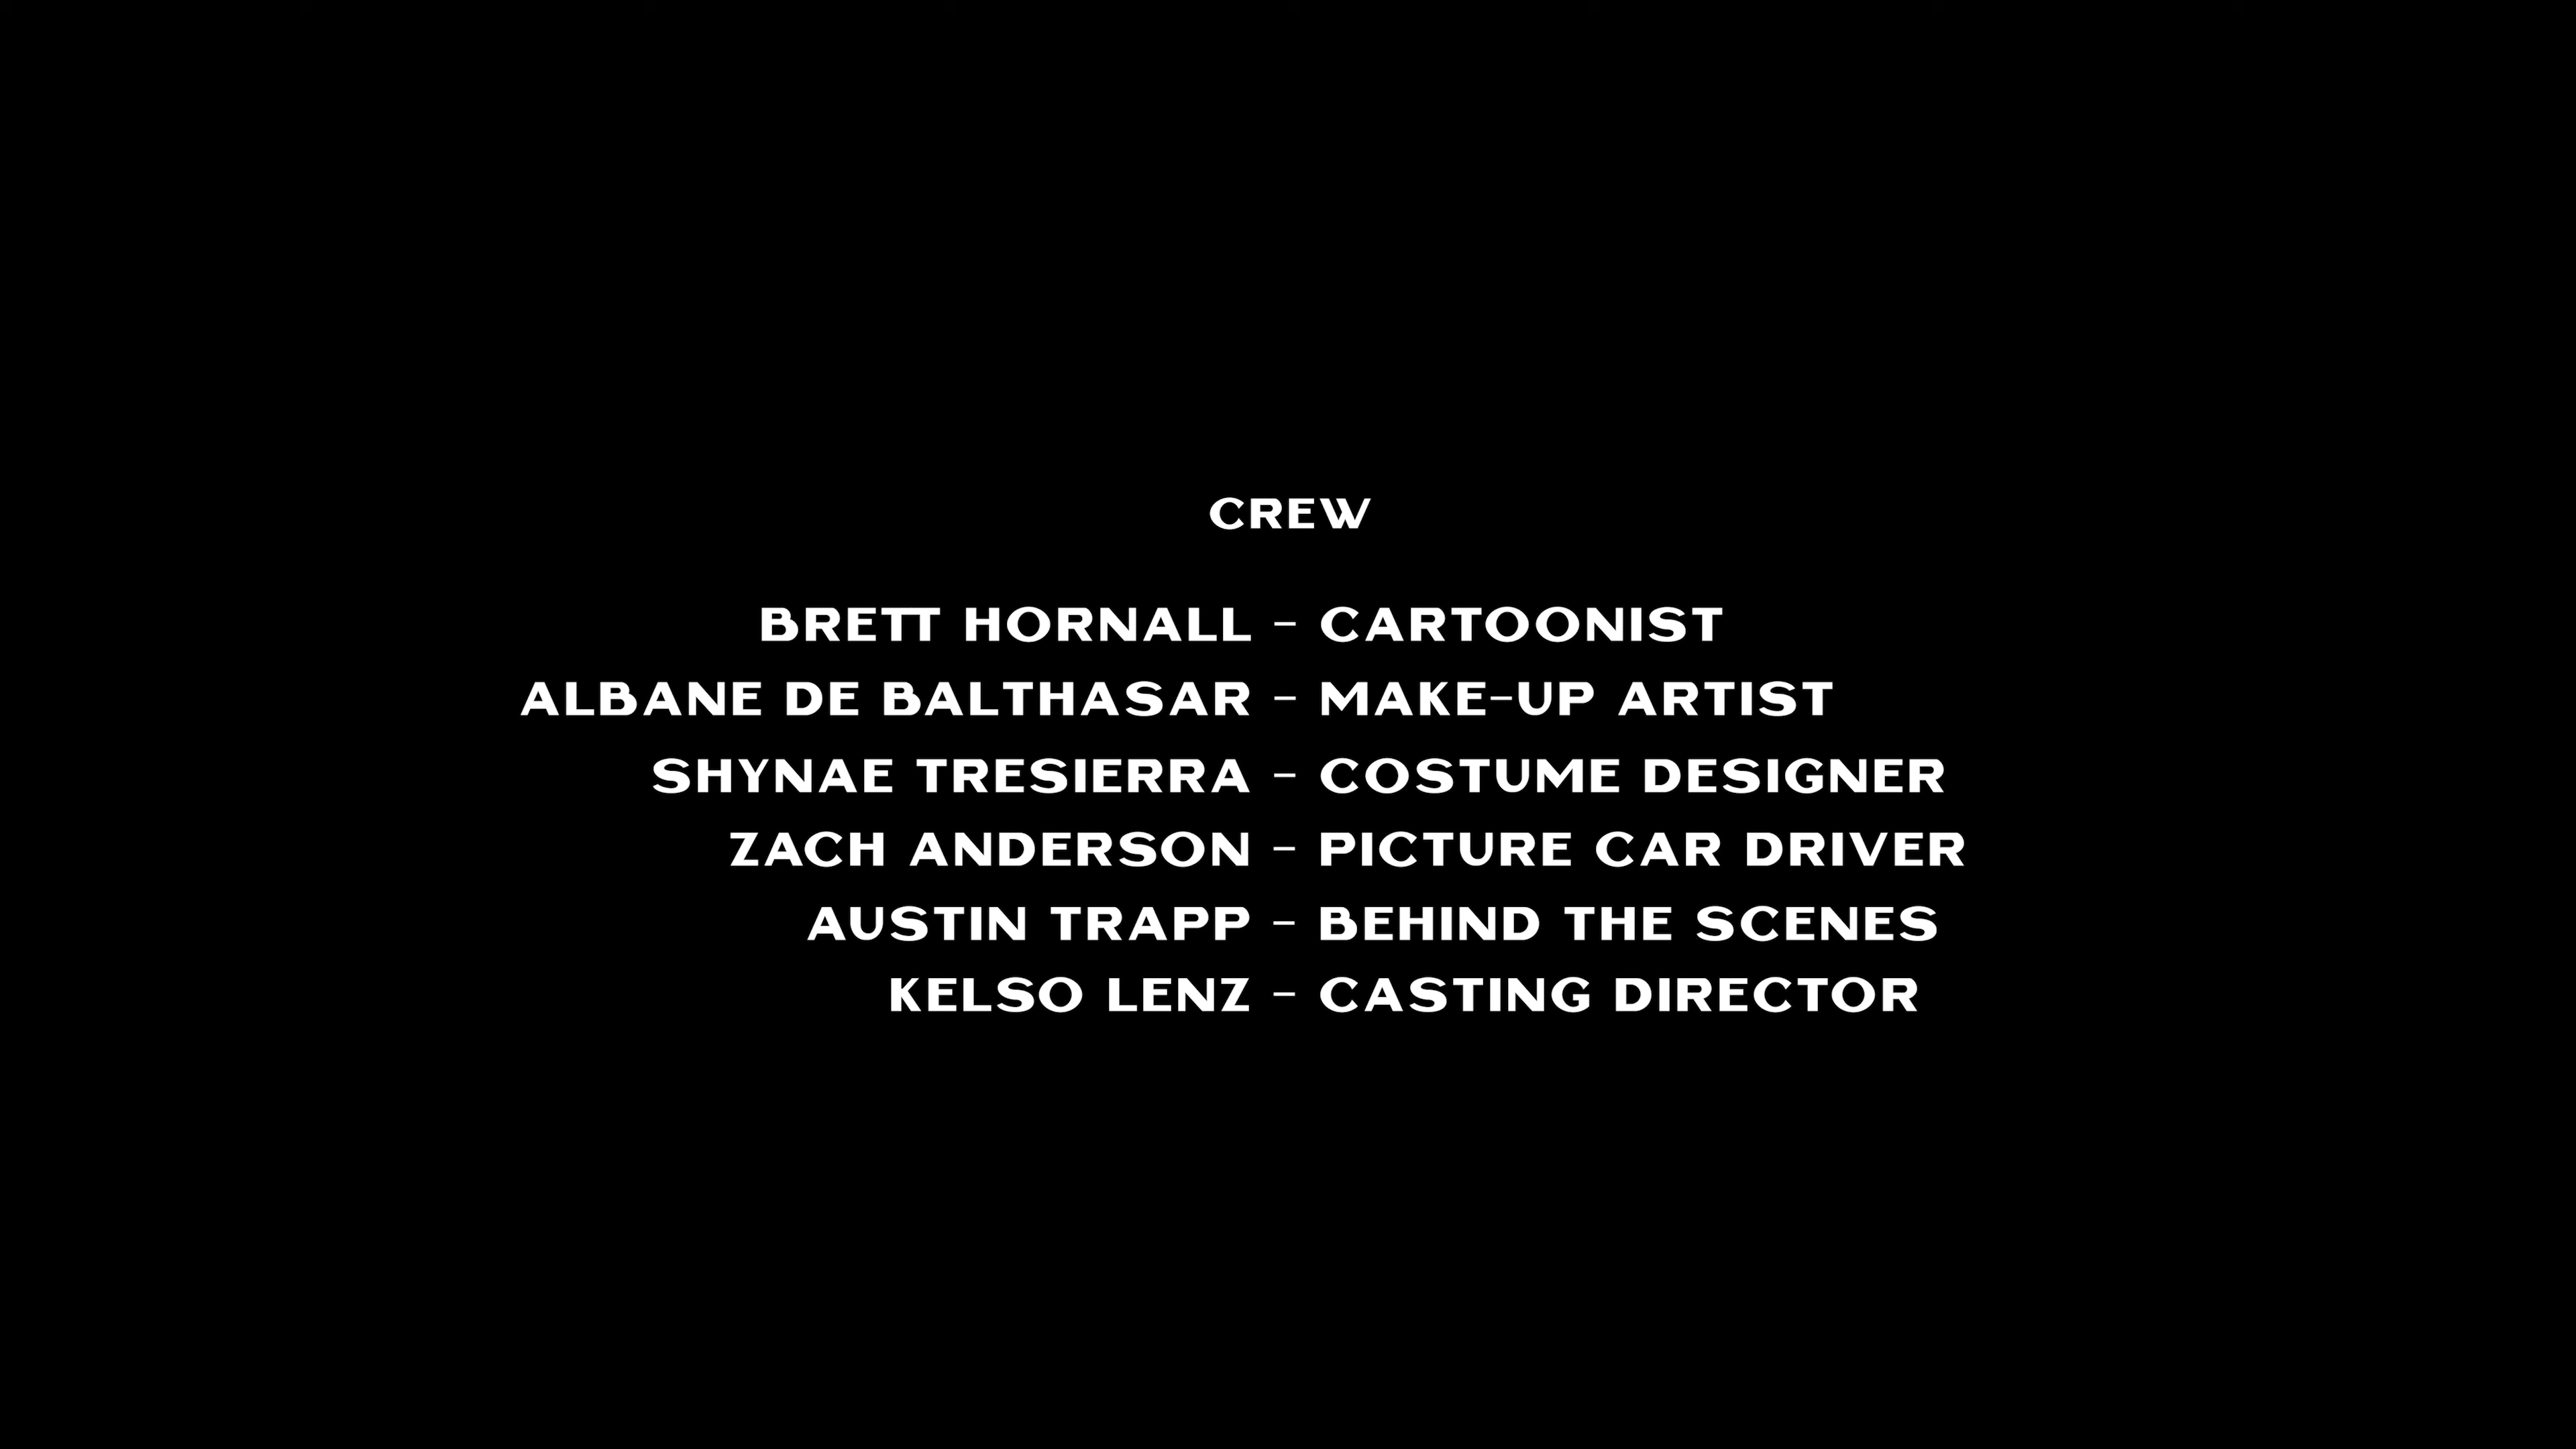 CREW
BRETT HORNALL - CARTOONIST
ALBANE DE BALTHASAR - MAKE-UP ARTIST
SHYNAE TRESIERRA - COSTUME DESIGNER
ZACH ANDERSON - PICTURE CAR DRIVER
AUSTIN TRAPP - BEHIND THE SCENES
KELSO LENZ - CASTING DIRECTOR